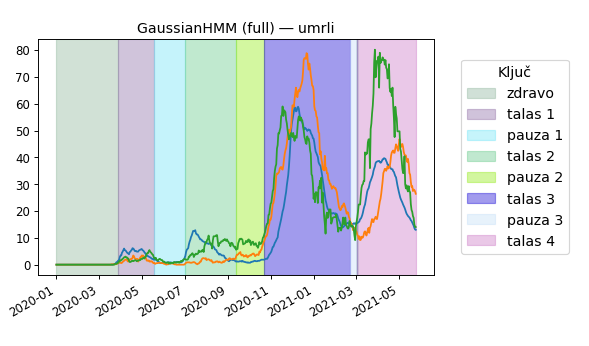 GaussianHMM (full) — umrli
80
70
60
50
40
30
20
10
0
2020-01
2020-03
2020-05
2020-07
2020-09
2020-11
2021-01
2021-03
2021-05
Ključ
zdravo
talas 1
pauza 1
talas 2
pauza 2
talas 3
pauza 3
talas 4